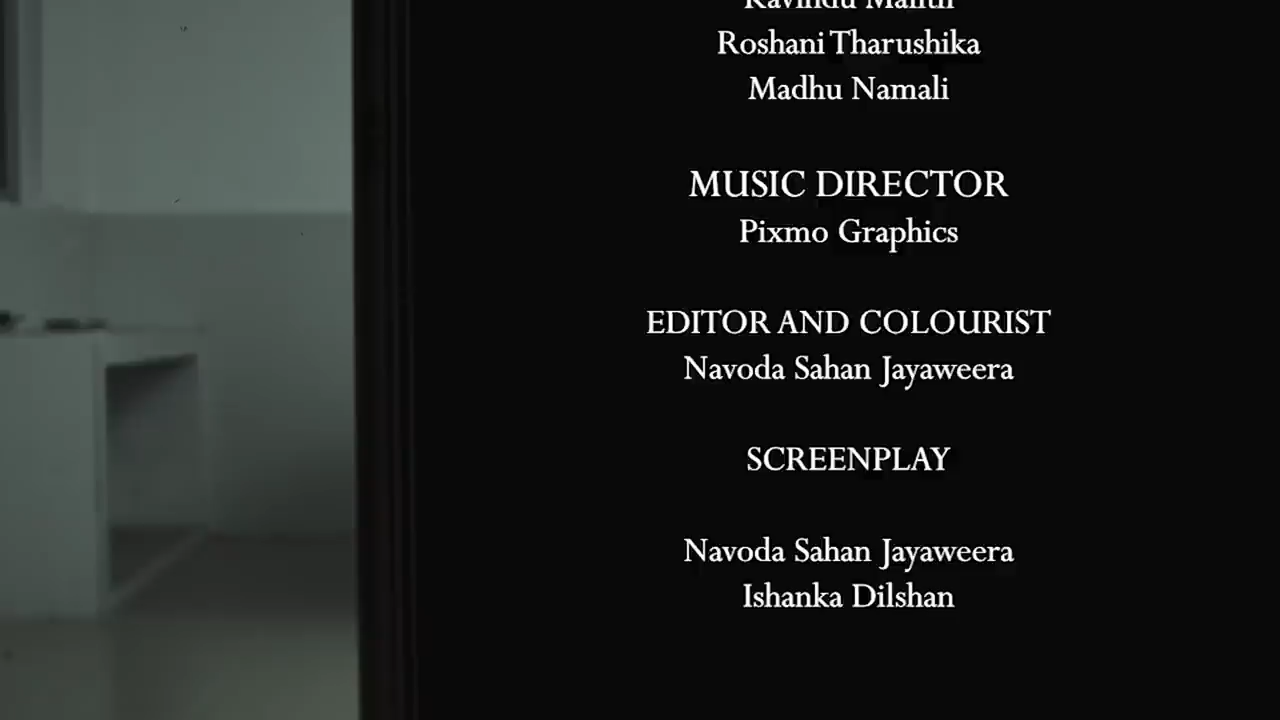 Roshani Tharushika
Madhu Namali
MUSIC DIRECTOR
Pixmo Graphics
EDITOR AND COLOURIST
Navoda Sahan Jayaweera
SCREENPLAY
Navoda Sahan Jayaweera
Ishanka Dilshan